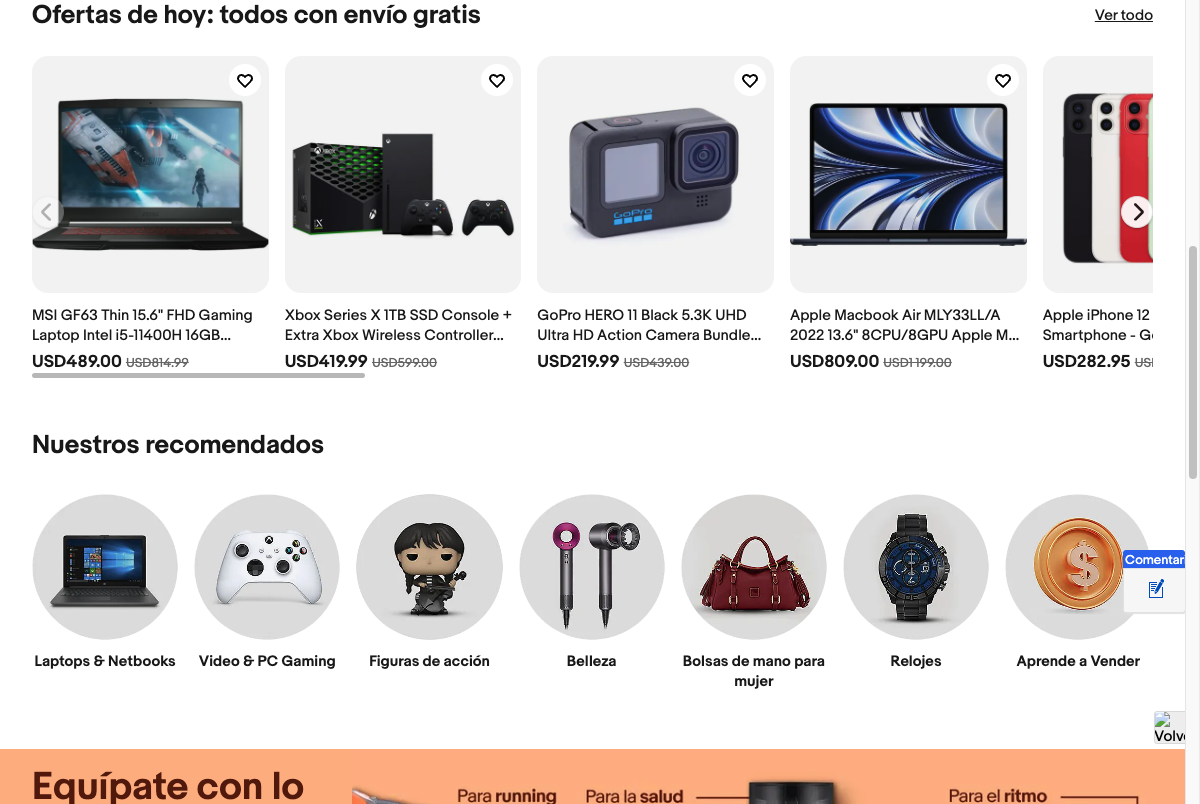 Ofertas de hoy: todos con envío gratis
Ver todo
MSI GF63 Thin 15.6" FHD Gaming
Laptop Intel i5-11400H 16GB...
USD489.00 USD814.99
Xbox Series X 1TB SSD Console +
Extra Xbox Wireless Controller...
USD419.99 USD599.00
GoPro
GoPro HERO 11 Black 5.3K UHD
Ultra HD Action Camera Bundle...
USD219.99 USD439.00
Apple Macbook Air MLY33LL/A
2022 13.6" 8CPU/8GPU Apple M...
USD809.00 USD1 199.00
Apple iPhone 12
Smartphone - G
USD282.95 US
Nuestros recomendados
Laptops & Netbooks
Video & PC Gaming
Figuras de acción
Belleza
Bolsas de mano para
mujer
Relojes
Aprende a Vender
Comentar
Volv
Equípate con lo
Para running
Para la salud
Para el ritmo